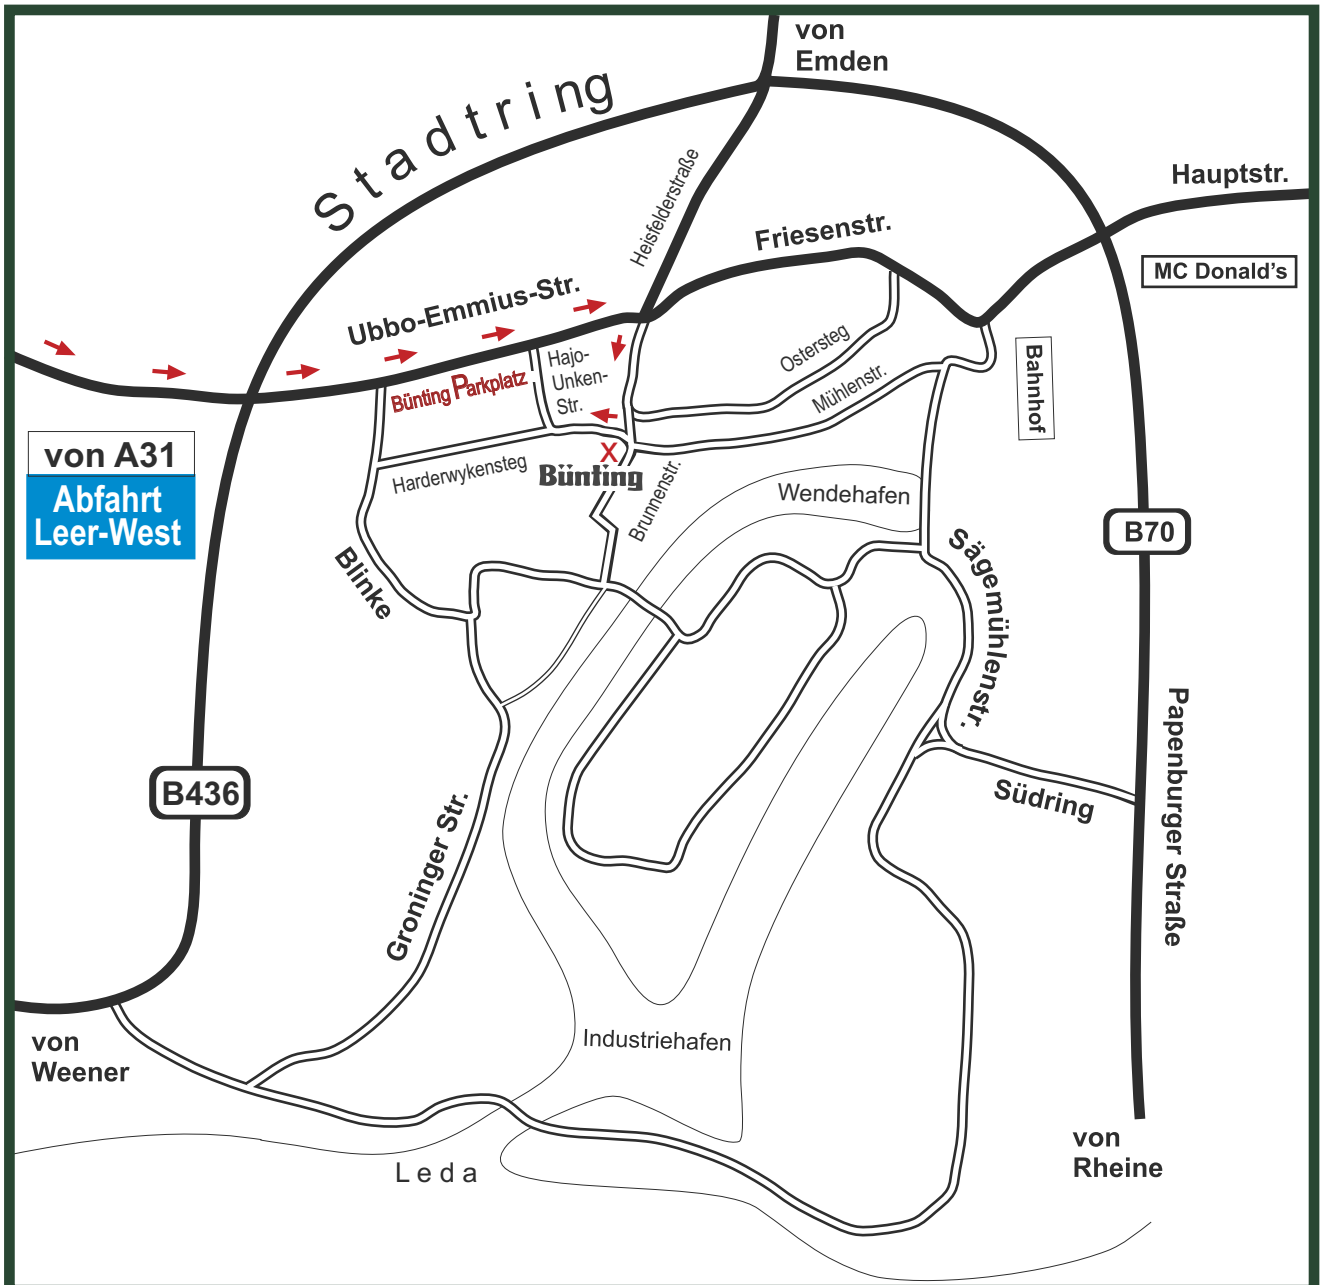 von
Emden
Stadtring
Hauptstr.
Heisfelderstraße
Friesenstr.
MC Donald's
Ubbo-Emmius-Str.
Hajo-
Unken-
Str.
Ostersteg
Bahnhof
Bünting Parkplatz
Mühlenstr.
von A31
Abfahrt
Leer-West
X
Harderwykensteg
Bünting
Brunnenstr.
Wendehafen
B70
Blinke
Sägemühlenstr.
Papenburger Straße
B436
Südring
Groninger Str.
Industriehafen
von
Weener
von
Rheine
Leda